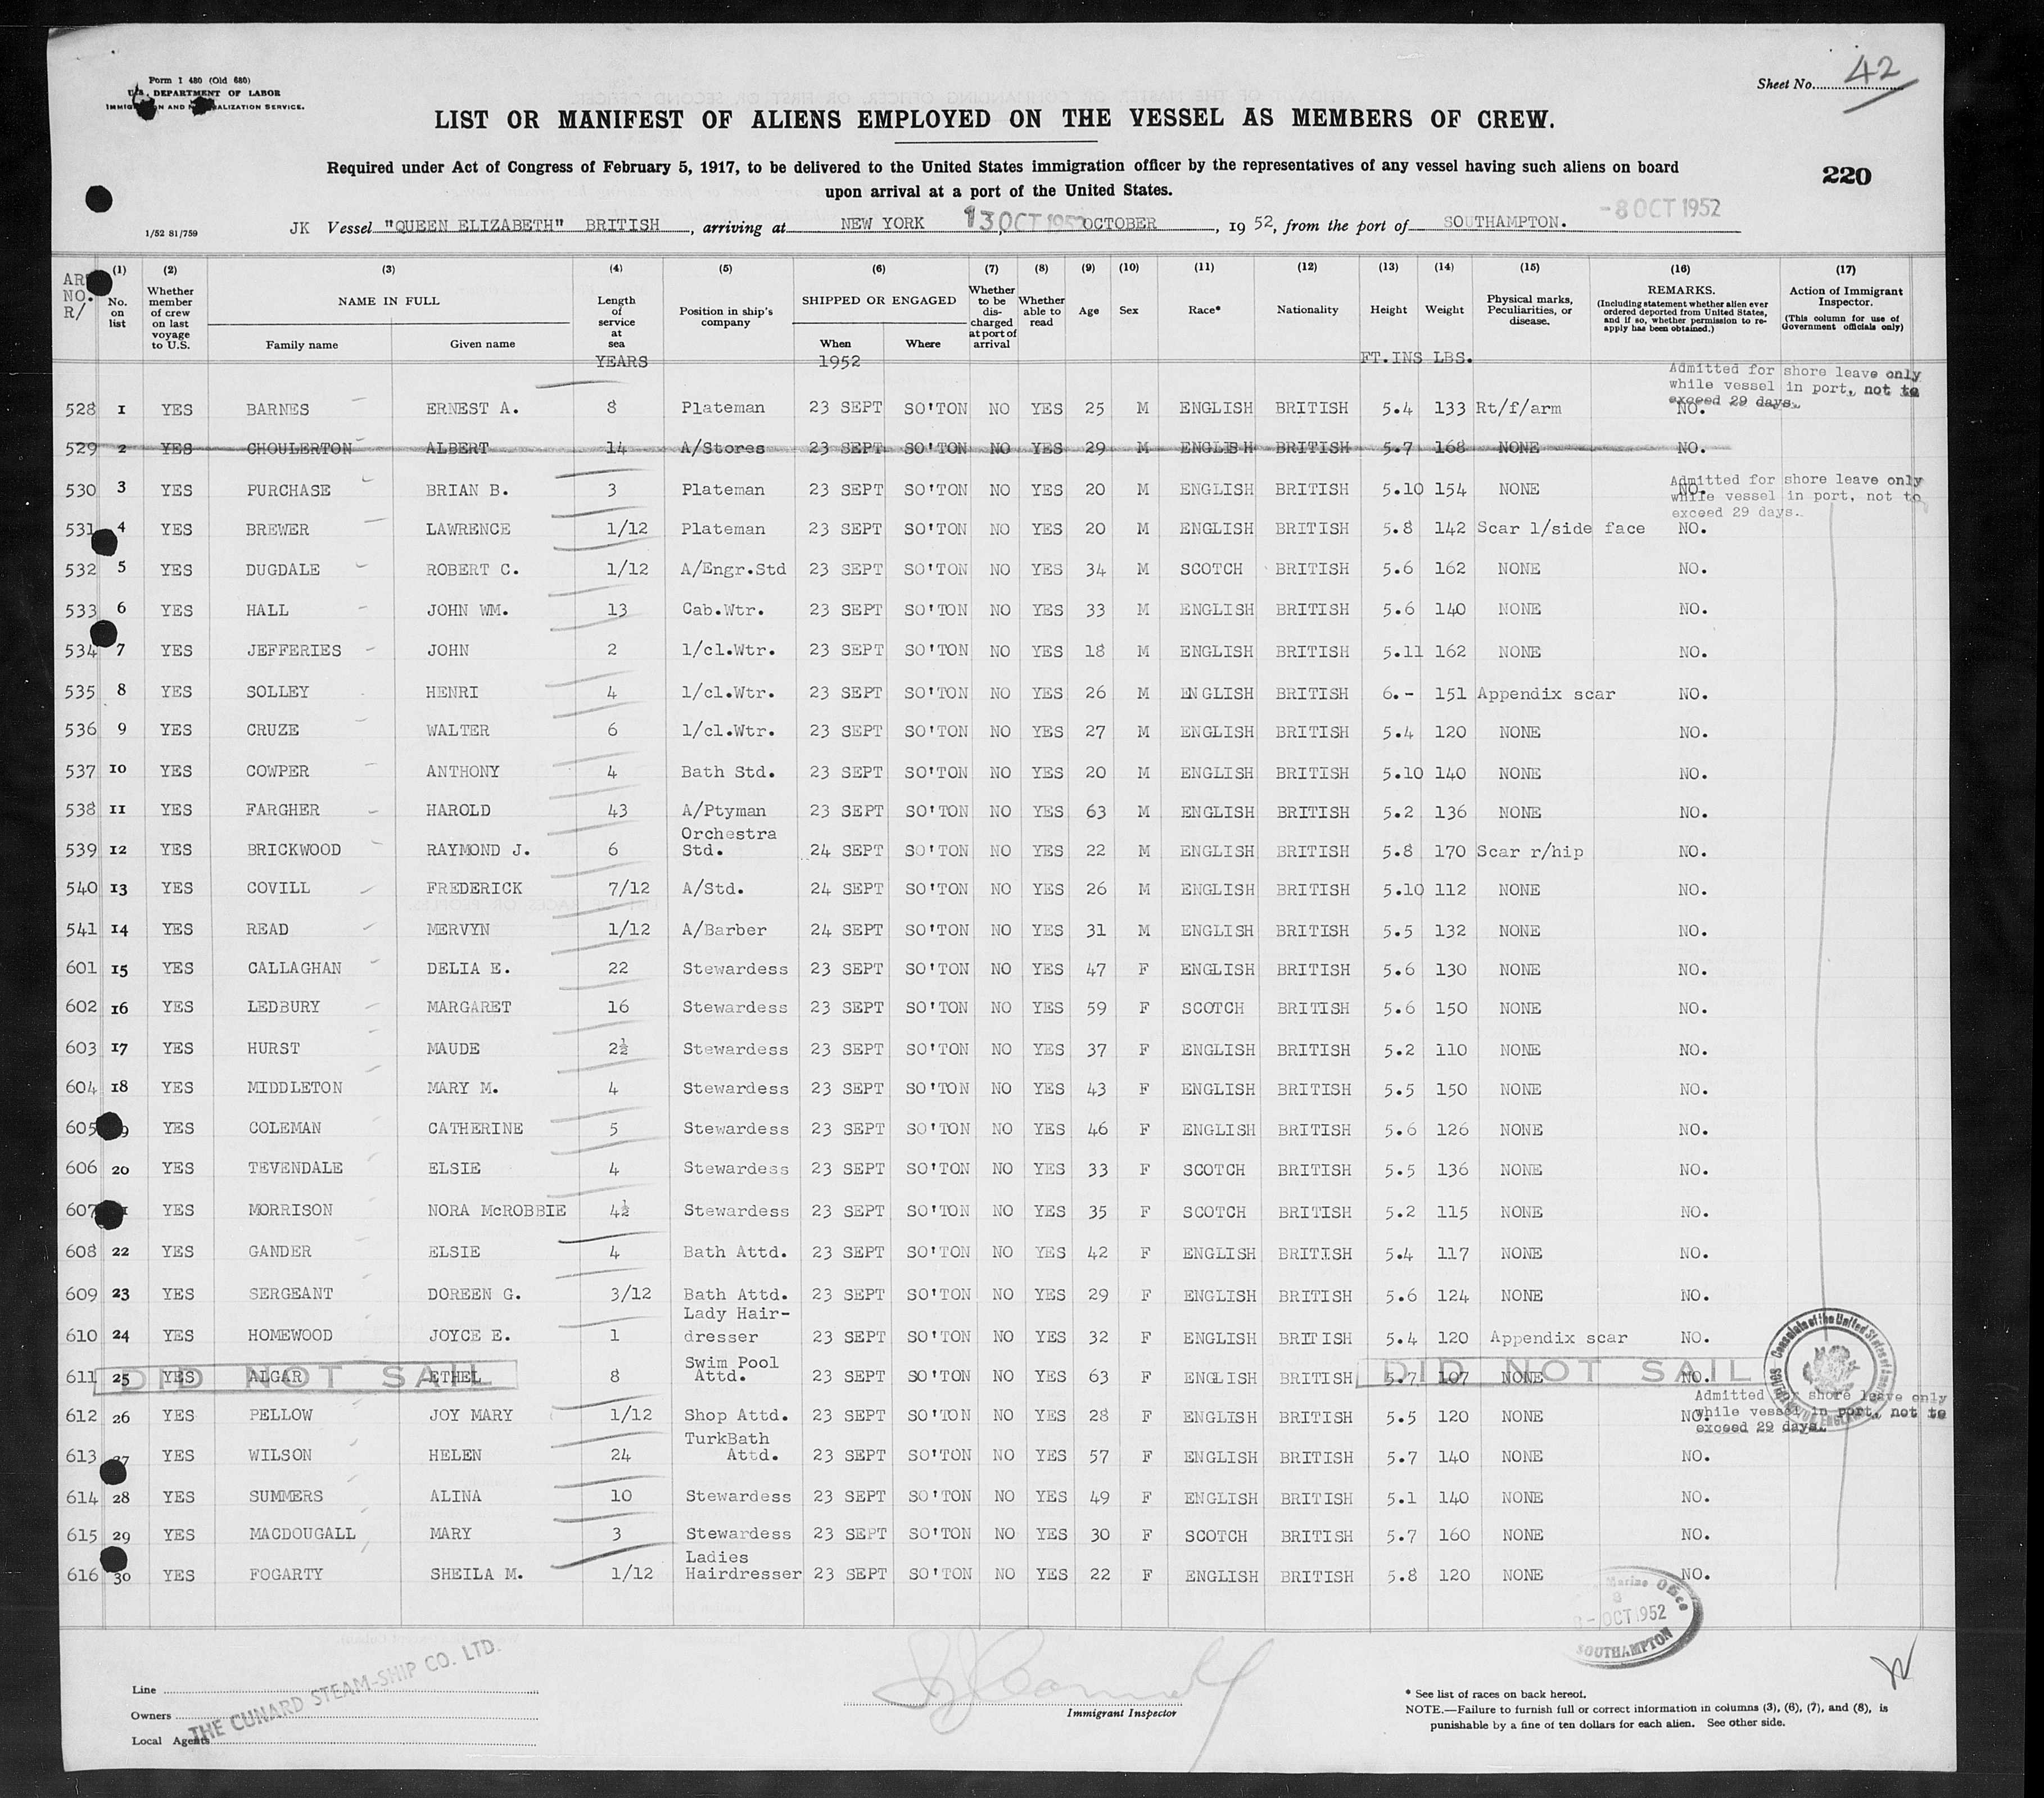 Form I 480 (Old 680)
U.S. DEPARTMENT OF LABOR
IMMIGRATION AND NATURALIZATION SERVICE.
Sheet No. 42
LIST OR MANIFEST OF ALIENS EMPLOYED ON THE VESSEL AS MEMBERS OF CREW.
Required under Act of Congress of February 5, 1917, to be delivered to the United States immigration officer by the representatives of any vessel having such aliens on board
upon arrival at a port of the United States.
220
1/52 81/759
JK Vessel "QUEEN ELIZABETH" BRITISH, arriving at NEW YORK 13 OCT 1952 OCTOBER, 19 52, from the port of SOUTHAMPTON. -8 OCT 1952
AR NO. R/
(1) No. on list
(2) Whether member of crew on last voyage to U.S.
(3) NAME IN FULL Family name Given name
(4) Length of service at sea YEARS
(5) Position in ship's company
(6) SHIPPED OR ENGAGED When Where 1952
(7) Whether to be discharged at port of arrival
(8) Whether able to read
(9) Age
(10) Sex
(11) Race*
(12) Nationality
(13) Height FT.INS
(14) Weight LBS.
(15) Physical marks, Peculiarities, or disease.
(16) REMARKS. (Including statement whether alien ever ordered deported from United States, and if so, whether permission to reapply has been obtained.)
(17) Action of Immigrant Inspector. (This column for use of Government officials only)
Admitted for shore leave only
while vessel in port, not to
exceed 29 days.
528 1 YES BARNES ERNEST A. 8 Plateman 23 SEPT SO'TON NO YES 25 M ENGLISH BRITISH 5.4 133 Rt/f/arm NO.
529 2 YES CHOULERTON ALBERT 14 A/Stores 23 SEPT SO'TON NO YES 29 M ENGLISH BRITISH 5.7 168 NONE NO.
530 3 YES PURCHASE BRIAN B. 3 Plateman 23 SEPT SO'TON NO YES 20 M ENGLISH BRITISH 5.10 154 NONE NO.
Admitted for shore leave only
while vessel in port, not to
exceed 29 days.
531 4 YES BREWER LAWRENCE 1/12 Plateman 23 SEPT SO'TON NO YES 20 M ENGLISH BRITISH 5.8 142 Scar l/side face NO.
532 5 YES DUGDALE ROBERT C. 1/12 A/Engr.Std 23 SEPT SO'TON NO YES 34 M SCOTCH BRITISH 5.6 162 NONE NO.
533 6 YES HALL JOHN WM. 13 Cab.Wtr. 23 SEPT SO'TON NO YES 33 M ENGLISH BRITISH 5.6 140 NONE NO.
534 7 YES JEFFERIES JOHN 2 1/cl.Wtr. 23 SEPT SO'TON NO YES 18 M ENGLISH BRITISH 5.11 162 NONE NO.
535 8 YES SOLLEY HENRI 4 1/cl.Wtr. 23 SEPT SO'TON NO YES 26 M ENGLISH BRITISH 6.- 151 Appendix scar NO.
536 9 YES CRUZE WALTER 6 1/cl.Wtr. 23 SEPT SO'TON NO YES 27 M ENGLISH BRITISH 5.4 120 NONE NO.
537 10 YES COWPER ANTHONY 4 Bath Std. 23 SEPT SO'TON NO YES 20 M ENGLISH BRITISH 5.10 140 NONE NO.
538 11 YES FARGHER HAROLD 43 A/Ptyman 23 SEPT SO'TON NO YES 63 M ENGLISH BRITISH 5.2 136 NONE NO.
539 12 YES BRICKWOOD RAYMOND J. 6 Orchestra Std. 24 SEPT SO'TON NO YES 22 M ENGLISH BRITISH 5.8 170 Scar r/hip NO.
540 13 YES COVILL FREDERICK 7/12 A/Std. 24 SEPT SO'TON NO YES 26 M ENGLISH BRITISH 5.10 112 NONE NO.
541 14 YES READ MERVYN 1/12 A/Barber 24 SEPT SO'TON NO YES 31 M ENGLISH BRITISH 5.5 132 NONE NO.
601 15 YES CALLAGHAN DELIA E. 22 Stewardess 23 SEPT SO'TON NO YES 47 F ENGLISH BRITISH 5.6 130 NONE NO.
602 16 YES LEDBURY MARGARET 16 Stewardess 23 SEPT SO'TON NO YES 59 F SCOTCH BRITISH 5.6 150 NONE NO.
603 17 YES HURST MAUDE 2½ Stewardess 23 SEPT SO'TON NO YES 37 F ENGLISH BRITISH 5.2 110 NONE NO.
604 18 YES MIDDLETON MARY M. 4 Stewardess 23 SEPT SO'TON NO YES 43 F ENGLISH BRITISH 5.5 150 NONE NO.
605 YES COLEMAN CATHERINE 5 Stewardess 23 SEPT SO'TON NO YES 46 F ENGLISH BRITISH 5.6 126 NONE NO.
606 20 YES TEVENDALE ELSIE 4 Stewardess 23 SEPT SO'TON NO YES 33 F SCOTCH BRITISH 5.5 136 NONE NO.
607 YES MORRISON NORA McROBBIE 4½ Stewardess 23 SEPT SO'TON NO YES 35 F SCOTCH BRITISH 5.2 115 NONE NO.
608 22 YES GANDER ELSIE 4 Bath Attd. 23 SEPT SO'TON NO YES 42 F ENGLISH BRITISH 5.4 117 NONE NO.
609 23 YES SERGEANT DOREEN G. 3/12 Bath Attd. 23 SEPT SO'TON NO YES 29 F ENGLISH BRITISH 5.6 124 NONE NO.
610 24 YES HOMEWOOD JOYCE E. 1 Lady Hair-dresser 23 SEPT SO'TON NO YES 32 F ENGLISH BRITISH 5.4 120 Appendix scar NO.
611 25 YES ALGAR ETHEL 8 Swim Pool Attd. 23 SEPT SO'TON NO YES 63 F ENGLISH BRITISH 5.7 107 NONE NO.
DID NOT SAIL DID NOT SAIL
Admitted for shore leave only
while vessel in port, not to
exceed 29 days.
612 26 YES PELLOW JOY MARY 1/12 Shop Attd. 23 SEPT SO'TON NO YES 28 F ENGLISH BRITISH 5.5 120 NONE NO.
613 27 YES WILSON HELEN 24 TurkBath Attd. 23 SEPT SO'TON NO YES 57 F ENGLISH BRITISH 5.7 140 NONE NO.
614 28 YES SUMMERS ALINA 10 Stewardess 23 SEPT SO'TON NO YES 49 F ENGLISH BRITISH 5.1 140 NONE NO.
615 29 YES MACDOUGALL MARY 3 Stewardess 23 SEPT SO'TON NO YES 30 F SCOTCH BRITISH 5.7 160 NONE NO.
616 30 YES FOGARTY SHEILA M. 1/12 Ladies Hairdresser 23 SEPT SO'TON NO YES 22 F ENGLISH BRITISH 5.8 120 NONE NO.
Consulate of the United States of America SOUTHAMPTON ENGLAND
Marine Office
8 - OCT 1952
SOUTHAMPTON
Line
Owners
Local Agents
THE CUNARD STEAM-SHIP CO. LTD.
Immigrant Inspector
* See list of races on back hereof.
NOTE.—Failure to furnish full or correct information in columns (3), (6), (7), and (8), is
punishable by a fine of ten dollars for each alien. See other side.